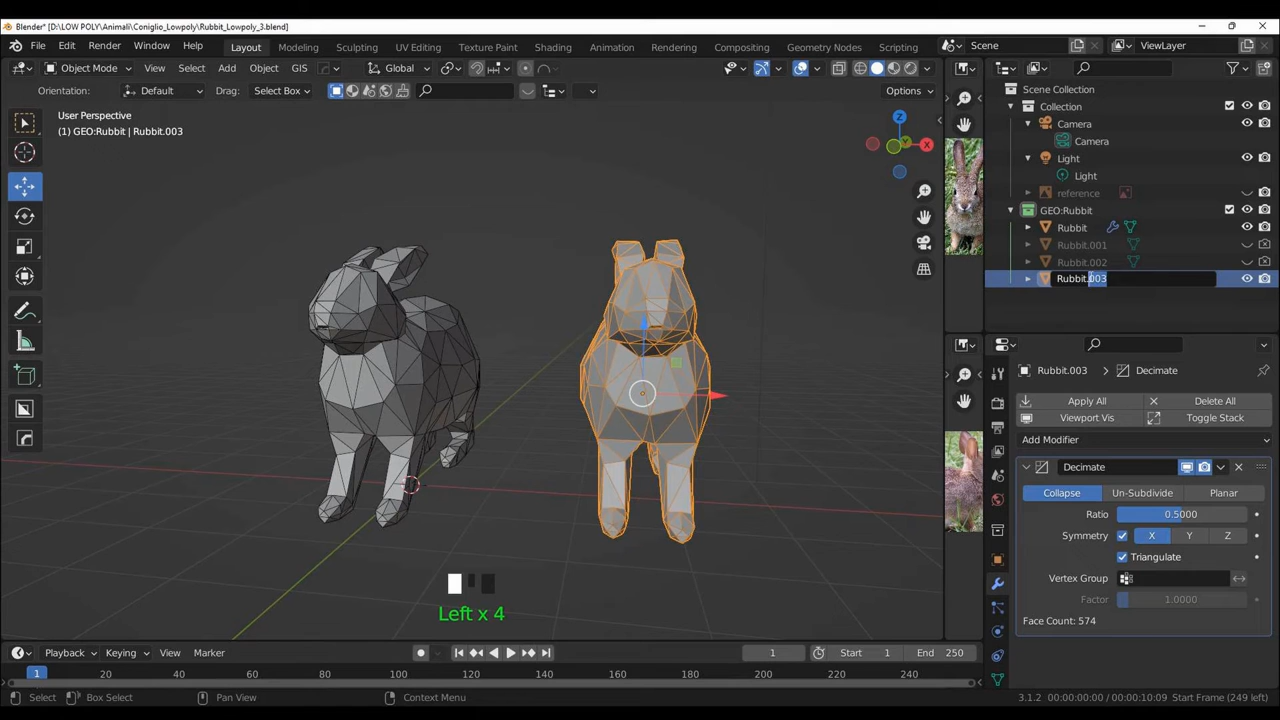 Blender* [D:\LOW POLY\Animali\Coniglio_Lowpoly\Rubbit_Lowpoly_3.blend]
File Edit Render Window Help Layout Modeling Sculpting UV Editing Texture Paint Shading Animation Rendering Compositing Geometry Nodes Scripting Scene ViewLayer
Object Mode View Select Add Object GIS Global
Orientation: Default Drag: Select Box Options
User Perspective
(1) GEO:Rubbit | Rubbit.003
Z
X
Y
Left x 4
Scene Collection
Collection
Camera
Camera
Light
Light
reference
GEO:Rubbit
Rubbit
Rubbit.001
Rubbit.002
Rubbit.003
Rubbit.003 > Decimate
Apply All Delete All
Viewport Vis Toggle Stack
Add Modifier
Decimate
Collapse Un-Subdivide Planar
Ratio 0.5000
Symmetry X Y Z
Triangulate
Vertex Group
Factor 1.0000
Face Count: 574
Playback Keying View Marker 1 Start 1 End 250
1 20 40 60 80 100 120 140 160 180 200 220 240
Select Box Select Pan View Context Menu 3.1.2 00:00:00:00 / 00:00:10:09 Start Frame (249 left)